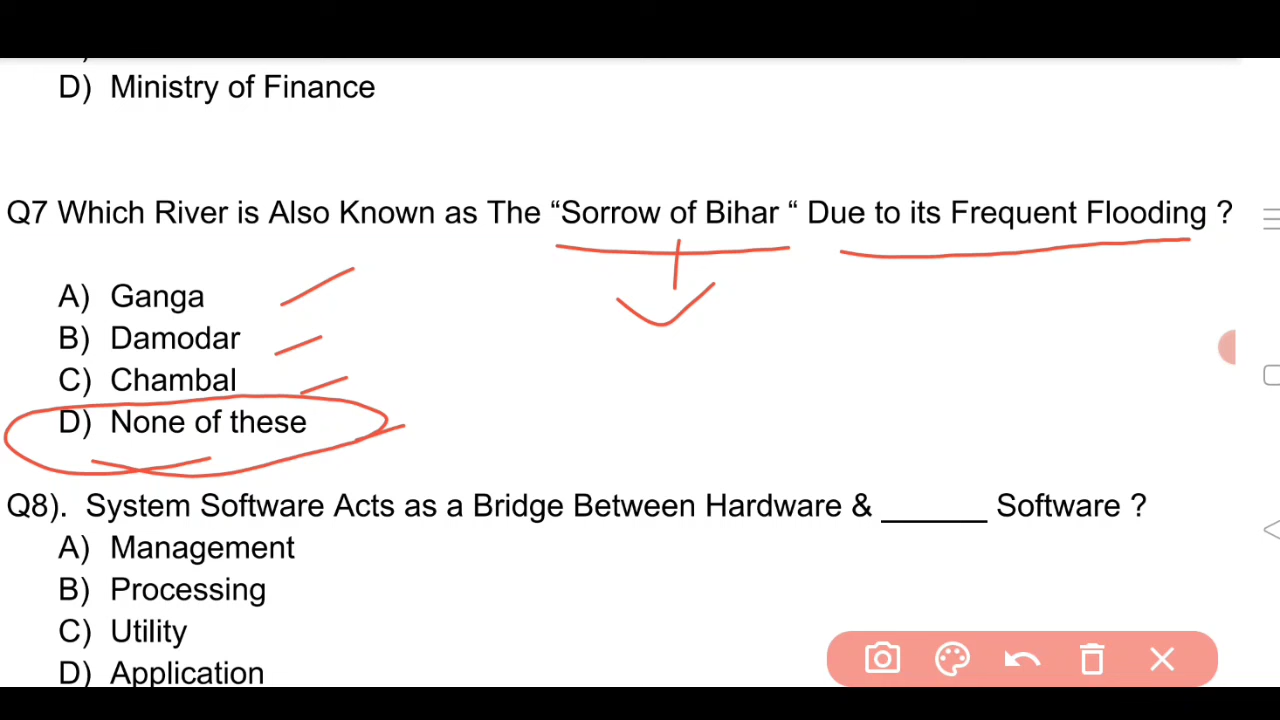 D) Ministry of Finance
Q7 Which River is Also Known as The “Sorrow of Bihar “ Due to its Frequent Flooding ?
A) Ganga
B) Damodar
C) Chambal
D) None of these
Q8). System Software Acts as a Bridge Between Hardware & ______ Software ?
A) Management
B) Processing
C) Utility
D) Application